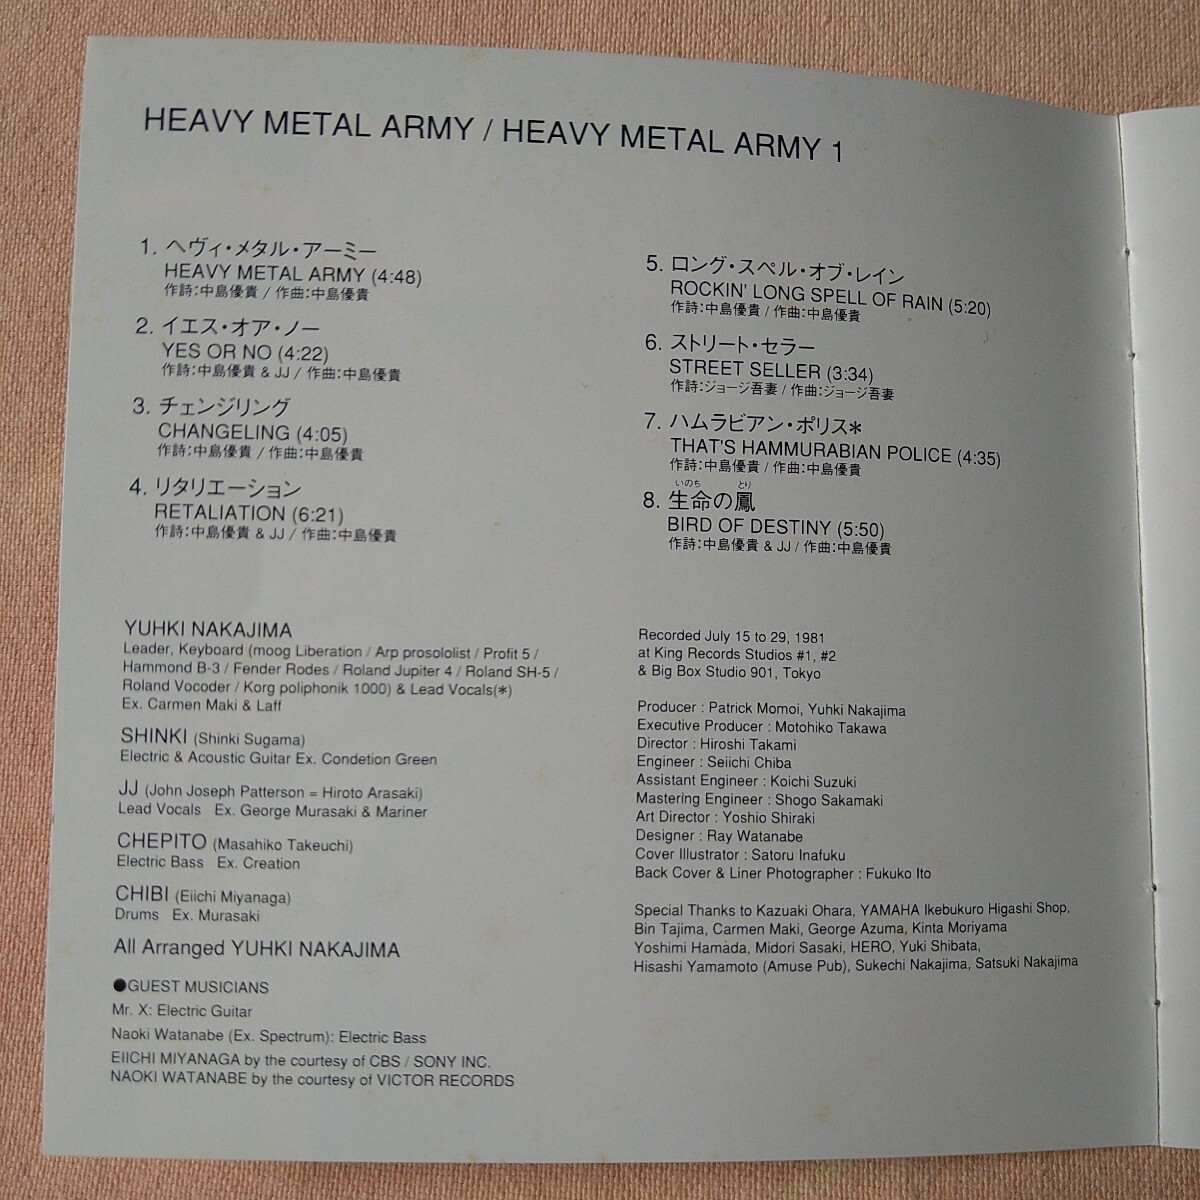 HEAVY METAL ARMY / HEAVY METAL ARMY 1
1. ヘヴィ・メタル・アーミー
HEAVY METAL ARMY (4:48)
作詩:中島優貴 / 作曲:中島優貴
2. イエス・オア・ノー
YES OR NO (4:22)
作詩:中島優貴 & JJ / 作曲:中島優貴
3. チェンジリング
CHANGELING (4:05)
作詩:中島優貴 / 作曲:中島優貴
4. リタリエーション
RETALIATION (6:21)
作詩:中島優貴 & JJ / 作曲:中島優貴
5. ロング・スペル・オブ・レイン
ROCKIN' LONG SPELL OF RAIN (5:20)
作詩:中島優貴 / 作曲:中島優貴
6. ストリート・セラー
STREET SELLER (3:34)
作詩:ジョージ吾妻 / 作曲:ジョージ吾妻
7. ハムラビアン・ポリス*
THAT'S HAMMURABIAN POLICE (4:35)
作詩:中島優貴 / 作曲:中島優貴
いのち とり
8. 生命の鳳
BIRD OF DESTINY (5:50)
作詩:中島優貴 & JJ / 作曲:中島優貴
YUHKI NAKAJIMA
Leader, Keyboard (moog Liberation / Arp prosololist / Profit 5 /
Hammond B-3 / Fender Rodes / Roland Jupiter 4 / Roland SH-5 /
Roland Vocoder / Korg poliphonik 1000) & Lead Vocals(*)
Ex. Carmen Maki & Laff
SHINKI (Shinki Sugama)
Electric & Acoustic Guitar Ex. Condetion Green
JJ (John Joseph Patterson = Hiroto Arasaki)
Lead Vocals Ex. George Murasaki & Mariner
CHEPITO (Masahiko Takeuchi)
Electric Bass Ex. Creation
CHIBI (Eiichi Miyanaga)
Drums Ex. Murasaki
All Arranged YUHKI NAKAJIMA
●GUEST MUSICIANS
Mr. X: Electric Guitar
Naoki Watanabe (Ex. Spectrum): Electric Bass
EIICHI MIYANAGA by the courtesy of CBS / SONY INC.
NAOKI WATANABE by the courtesy of VICTOR RECORDS
Recorded July 15 to 29, 1981
at King Records Studios #1, #2
& Big Box Studio 901, Tokyo
Producer : Patrick Momoi, Yuhki Nakajima
Executive Producer : Motohiko Takawa
Director : Hiroshi Takami
Engineer : Seiichi Chiba
Assistant Engineer : Koichi Suzuki
Mastering Engineer : Shogo Sakamaki
Art Director : Yoshio Shiraki
Designer : Ray Watanabe
Cover Illustrator : Satoru Inafuku
Back Cover & Liner Photographer : Fukuko Ito
Special Thanks to Kazuaki Ohara, YAMAHA Ikebukuro Higashi Shop,
Bin Tajima, Carmen Maki, George Azuma, Kinta Moriyama
Yoshimi Hamada, Midori Sasaki, HERO, Yuki Shibata,
Hisashi Yamamoto (Amuse Pub), Sukechi Nakajima, Satsuki Nakajima